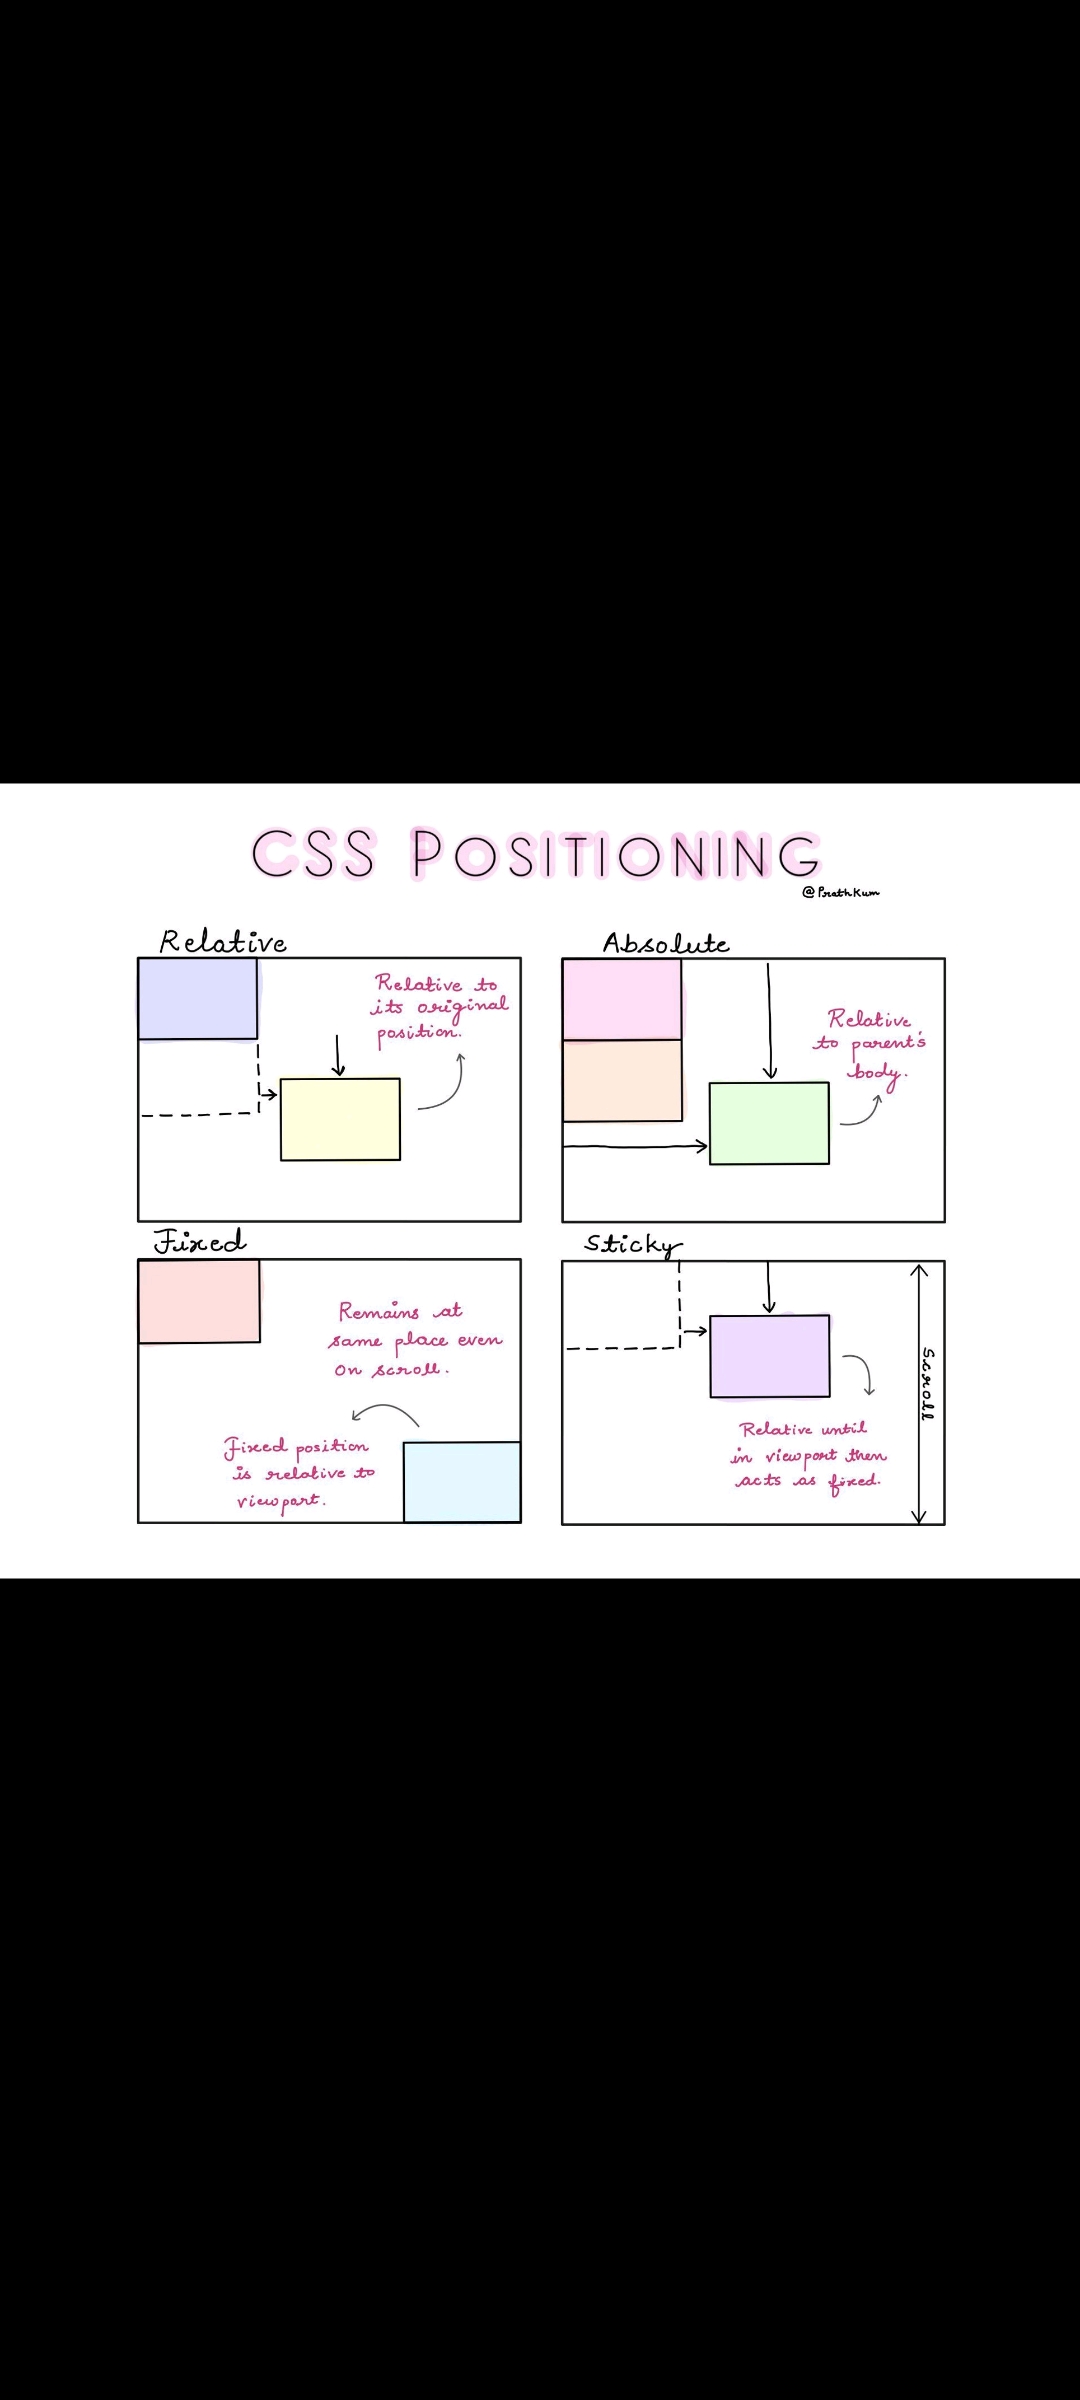 CSS POSITIONING
@PrathKum
Relative
Relative to
its original
position.
Absolute
Relative
to parent's
body.
Fixed
Remains at
same place even
on scroll.
Fixed position
is relative to
viewport.
Sticky
Relative until
in viewport then
acts as fixed.
Scroll